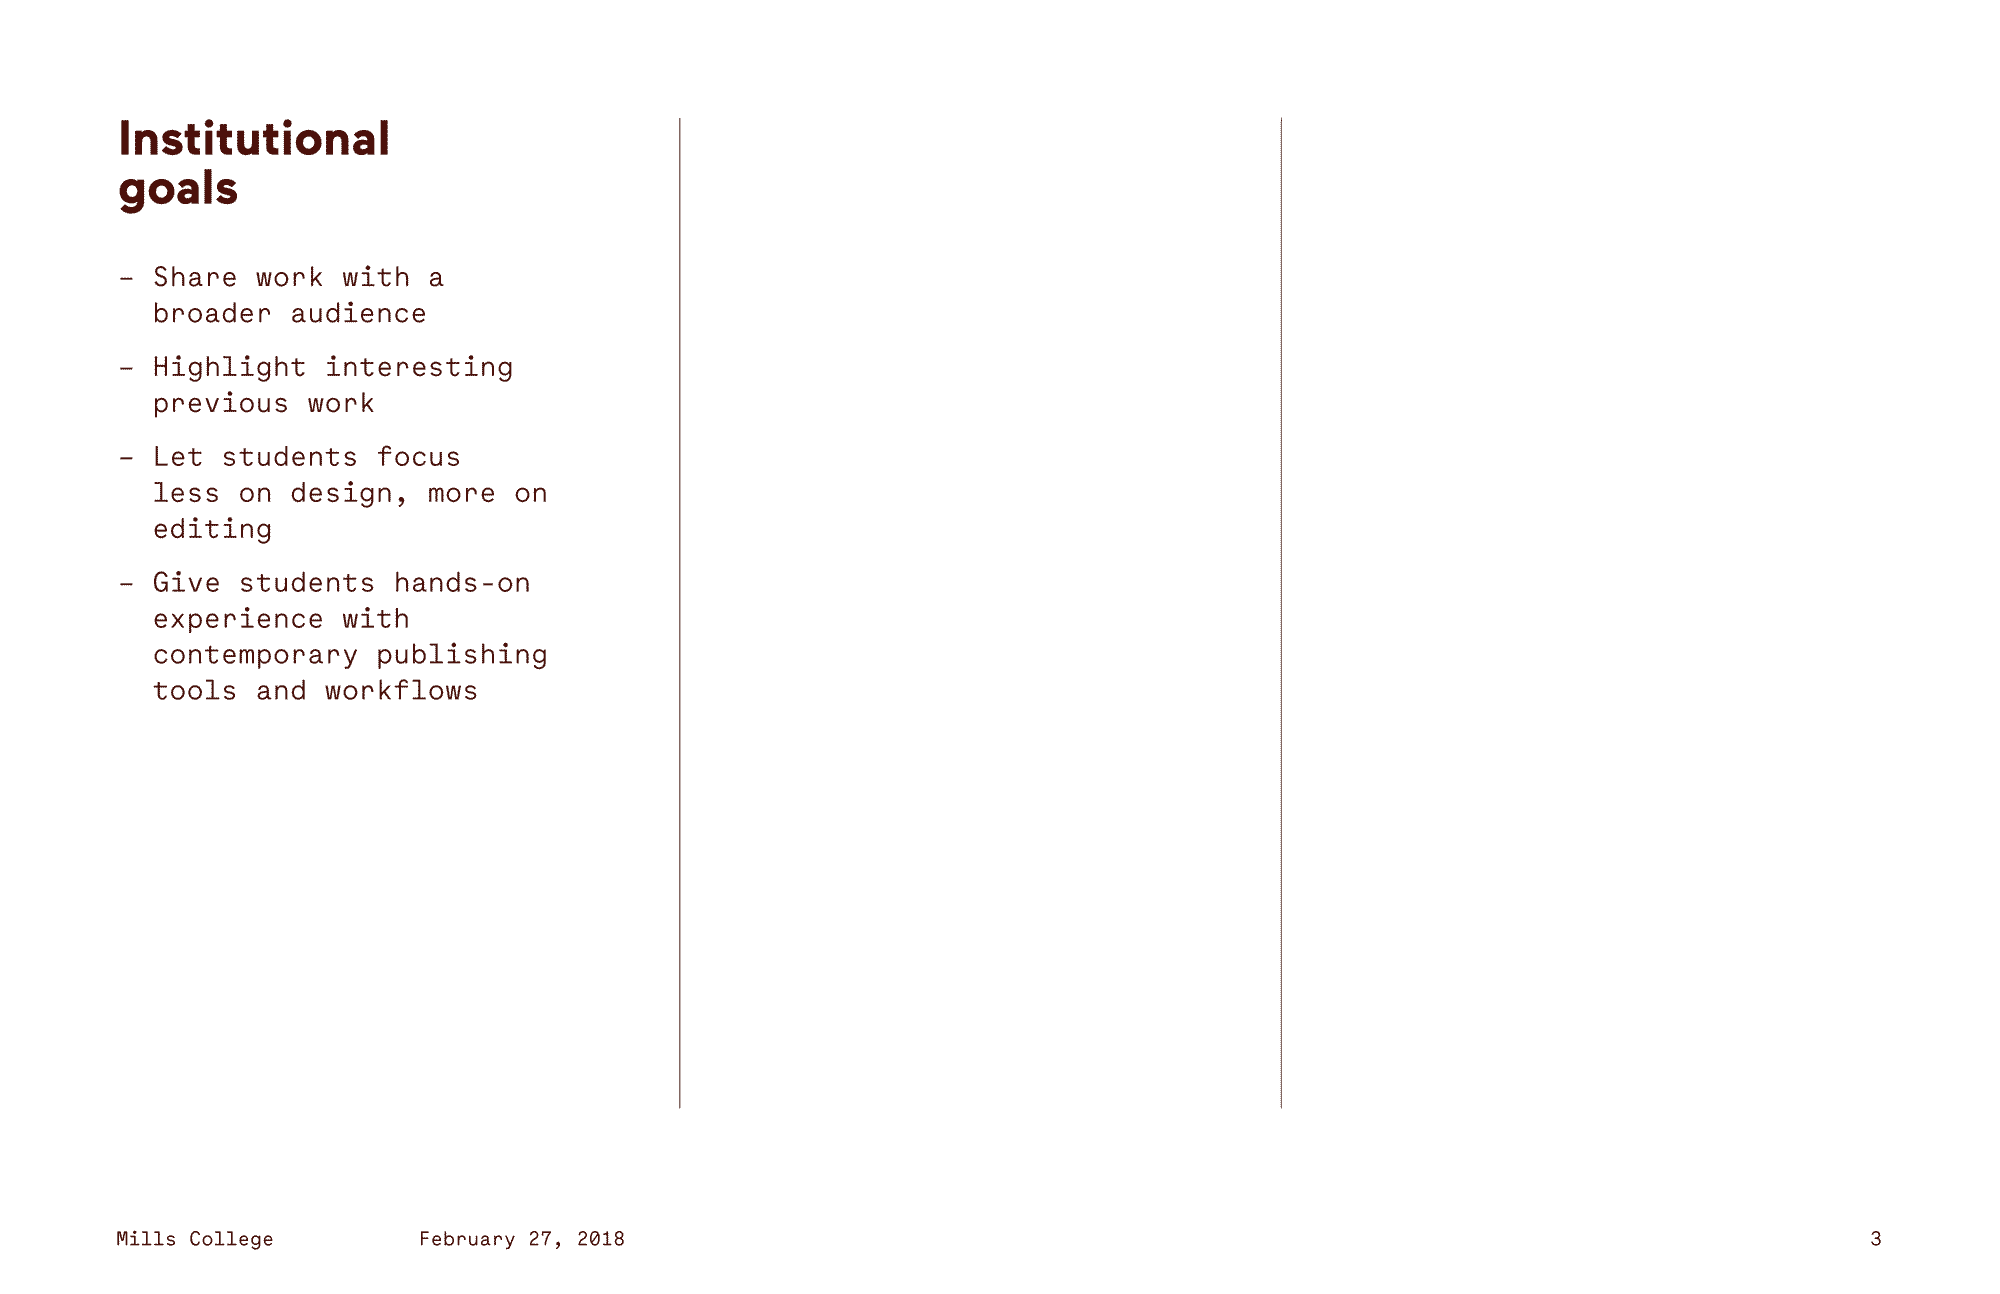 Institutional
goals
– Share work with a
broader audience
– Highlight interesting
previous work
– Let students focus
less on design, more on
editing
– Give students hands-on
experience with
contemporary publishing
tools and workflows
Mills College
February 27, 2018
3